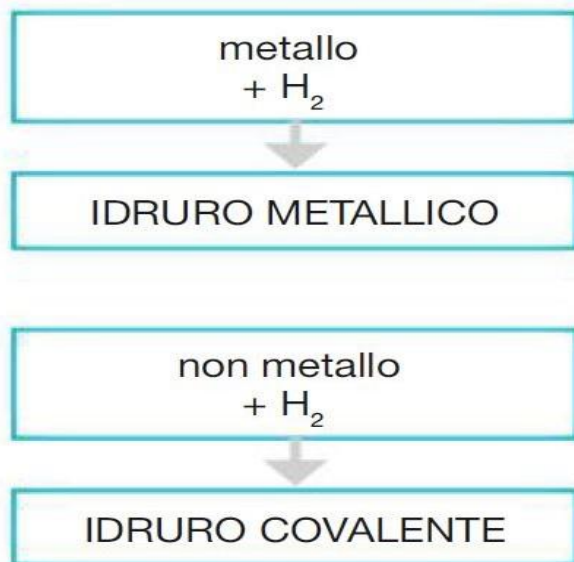 metallo
+ H₂
IDRURO METALLICO
non metallo
+ H₂
IDRURO COVALENTE